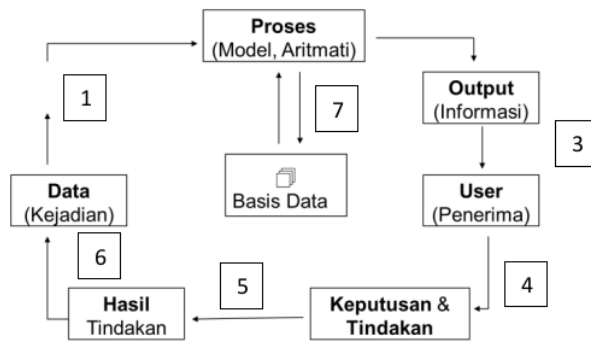 Proses
(Model, Aritmati)
1
7
Output
(Informasi)
3
Basis Data
Data
(Kejadian)
User
(Penerima)
6
5
4
Hasil
Tindakan
Keputusan &
Tindakan